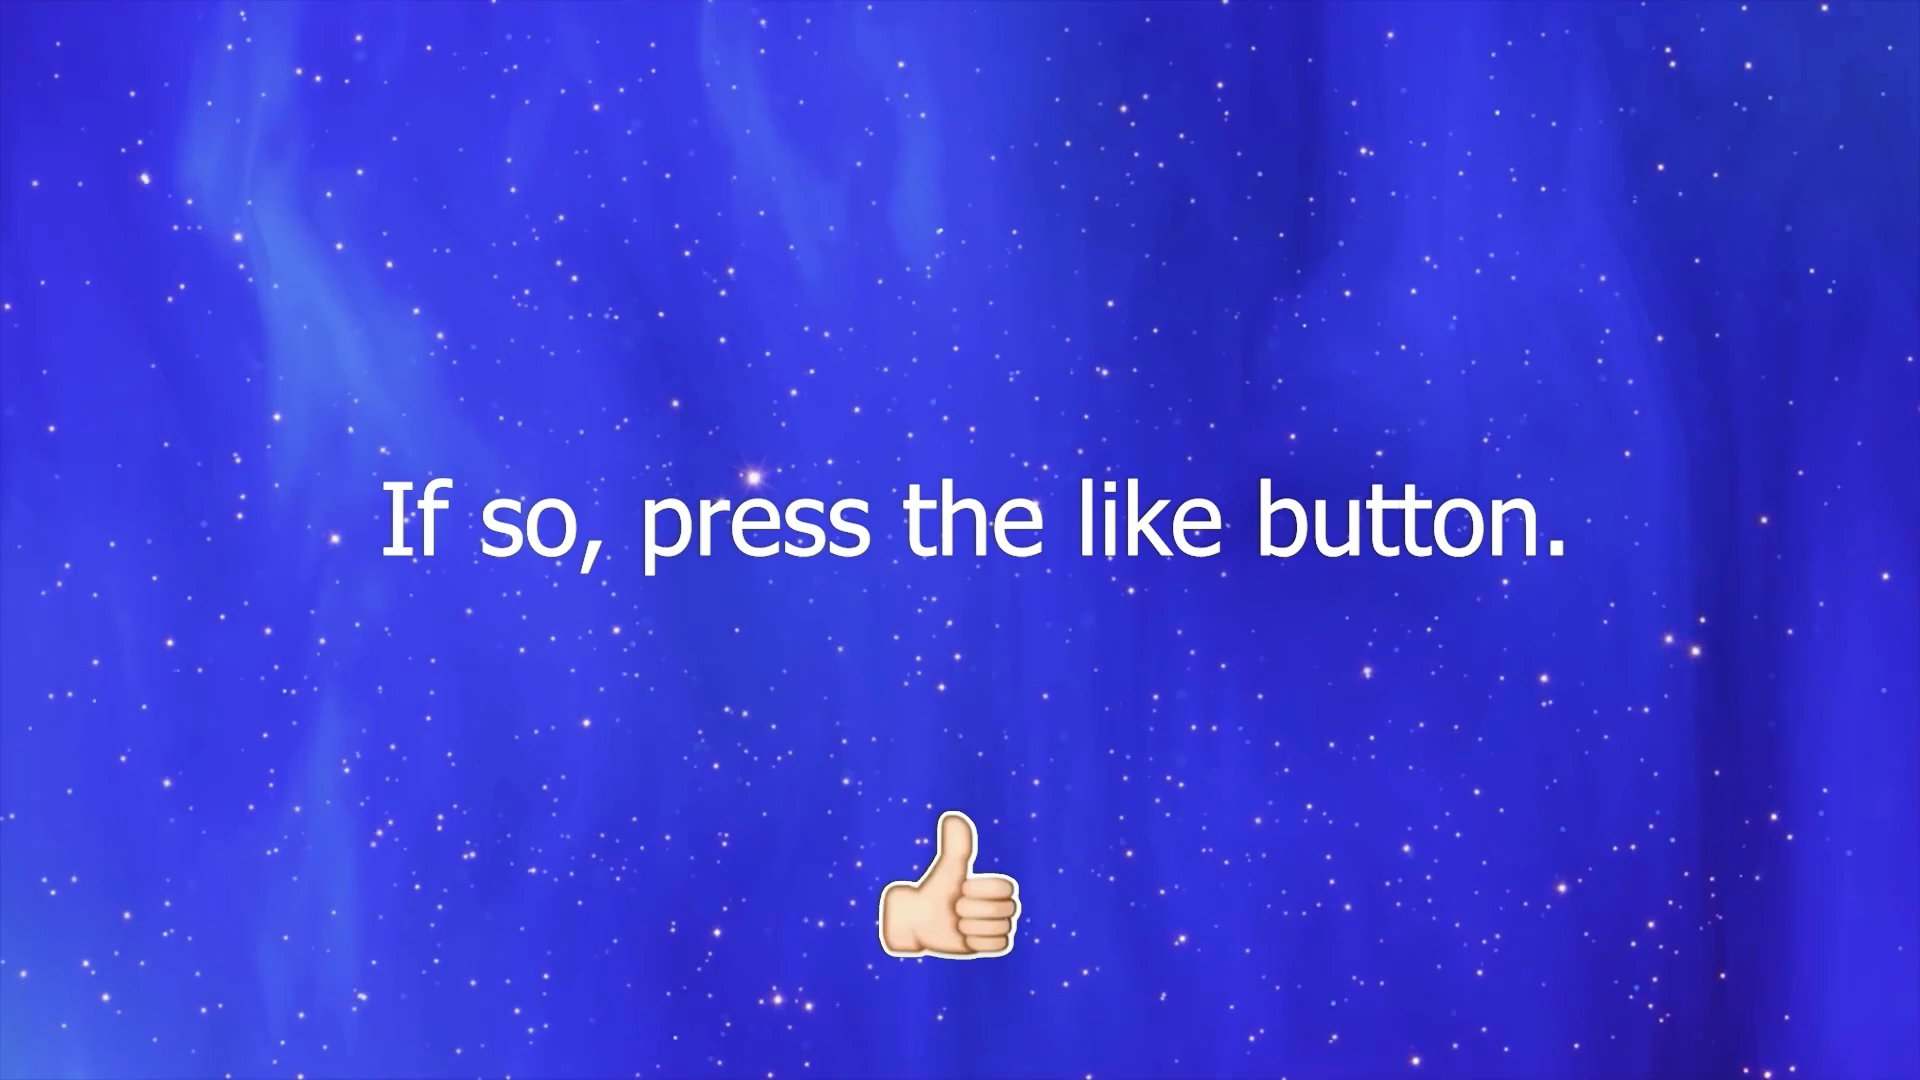 If so, press the like button.